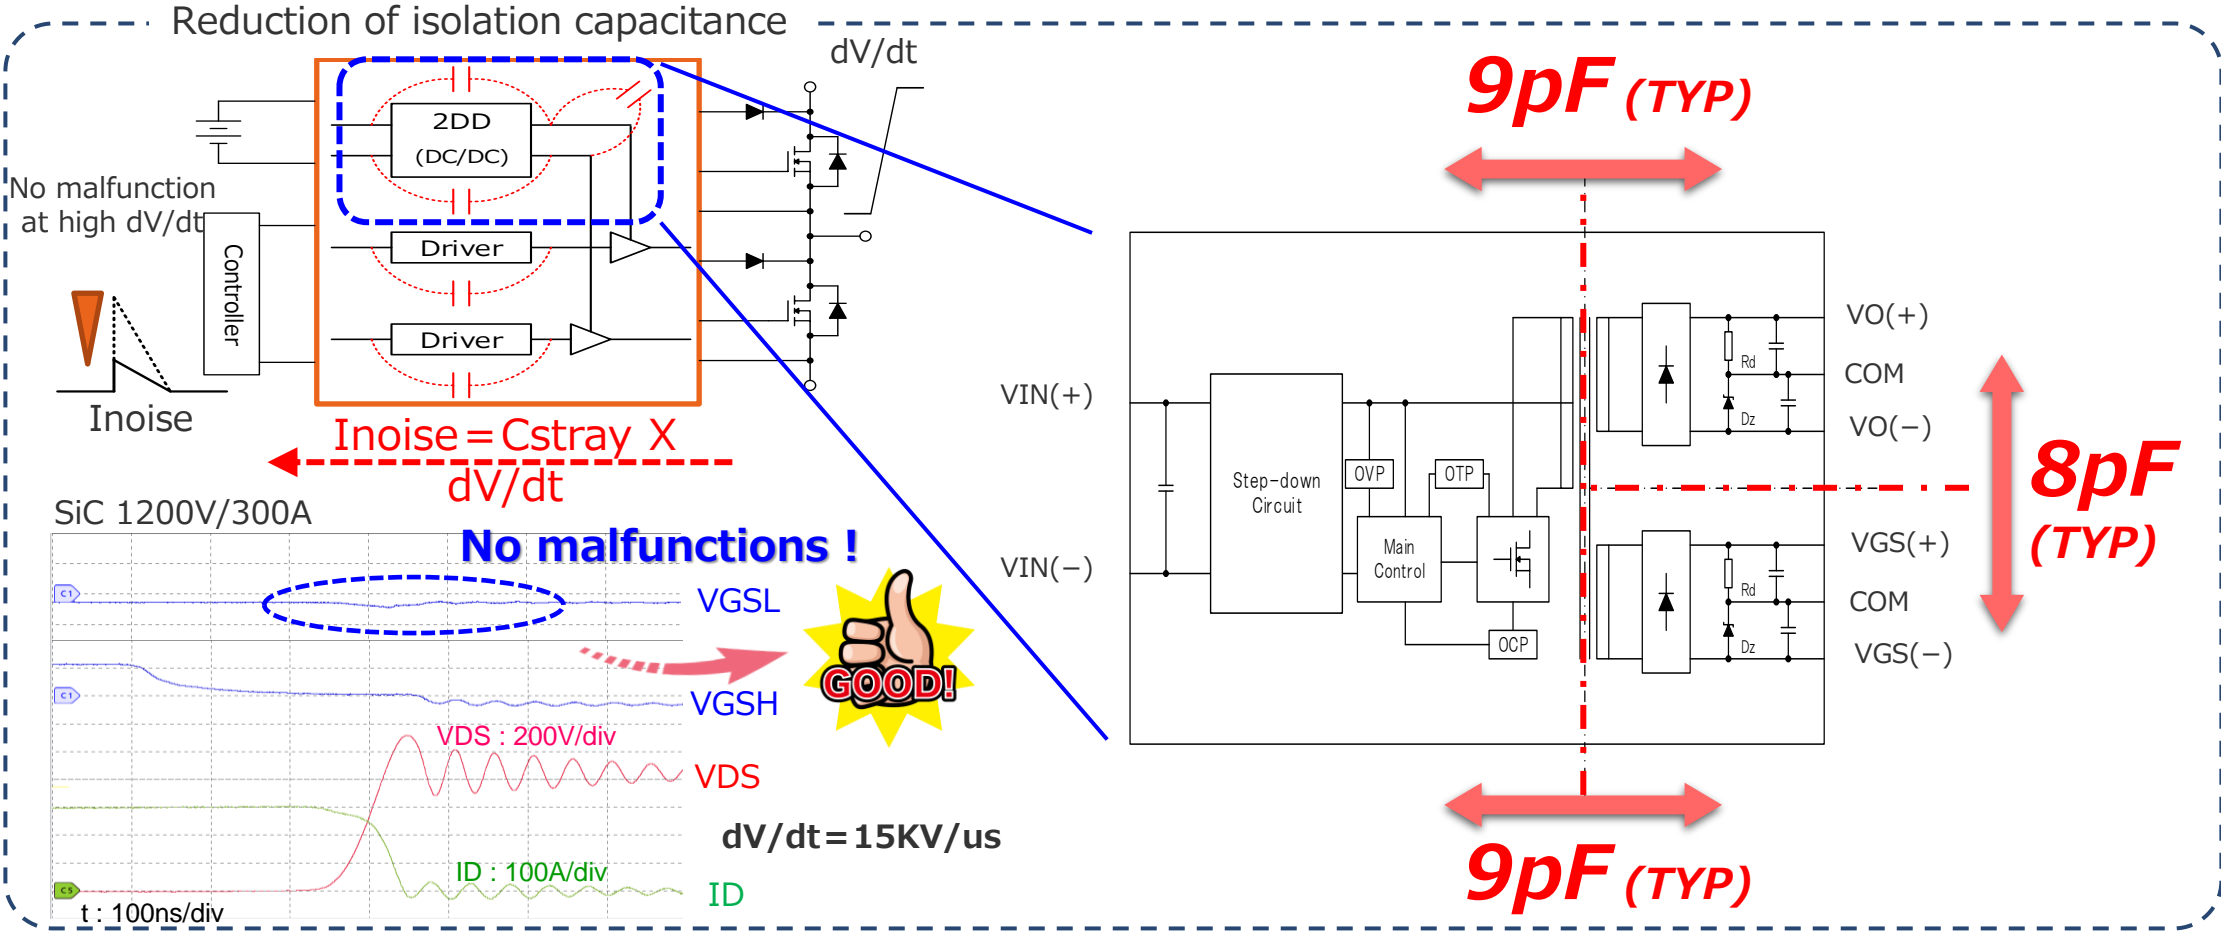 Reduction of isolation capacitance
dV/dt
2DD
(DC/DC)
No malfunction
at high dV/dt
Controller
Driver
Driver
Inoise
Inoise=Cstray X
dV/dt
SiC 1200V/300A
No malfunctions !
C1
VGSL
C1
VGSH
GOOD!
VDS : 200V/div
VDS
dV/dt=15KV/us
ID : 100A/div
C5
ID
t : 100ns/div
9pF (TYP)
VIN(+)
VIN(−)
Step-down
Circuit
OVP
OTP
Main
Control
OCP
Rd
Dz
VO(+)
COM
VO(−)
8pF
(TYP)
Rd
Dz
VGS(+)
COM
VGS(−)
9pF (TYP)